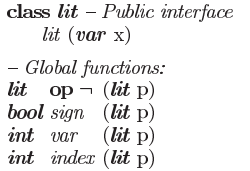 class lit – Public interface
lit (var x)
– Global functions:
lit op ¬ (lit p)
bool sign (lit p)
int var (lit p)
int index (lit p)